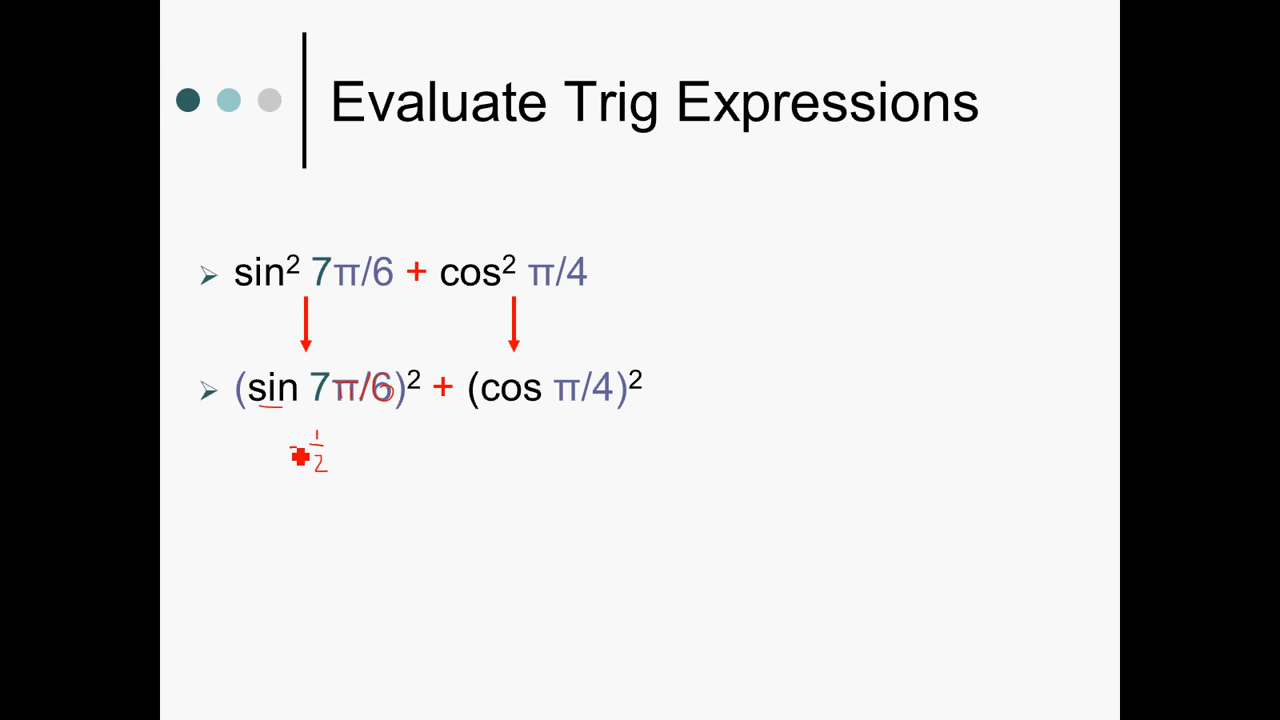 Evaluate Trig Expressions
sin² 7π/6 + cos² π/4
(sin 7π/6)² + (cos π/4)²
-1/2